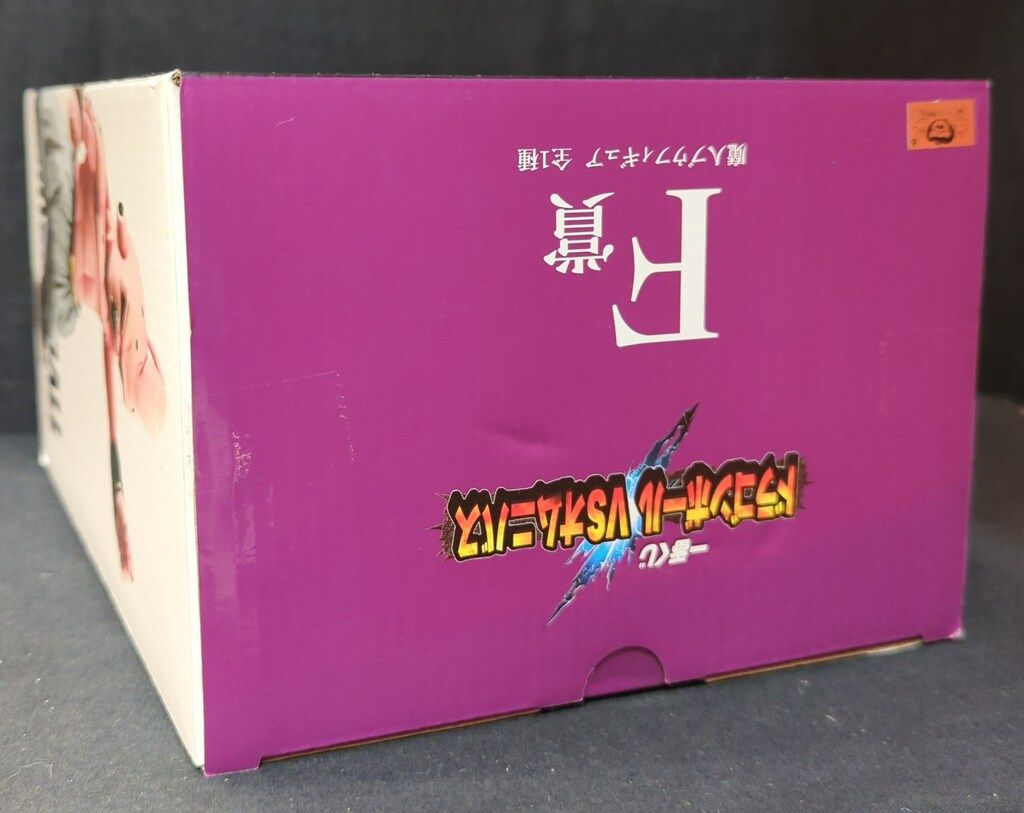 一番くじ
ドラゴンボール VSオムニバス
F賞
魔人ブウフィギュア 全1種